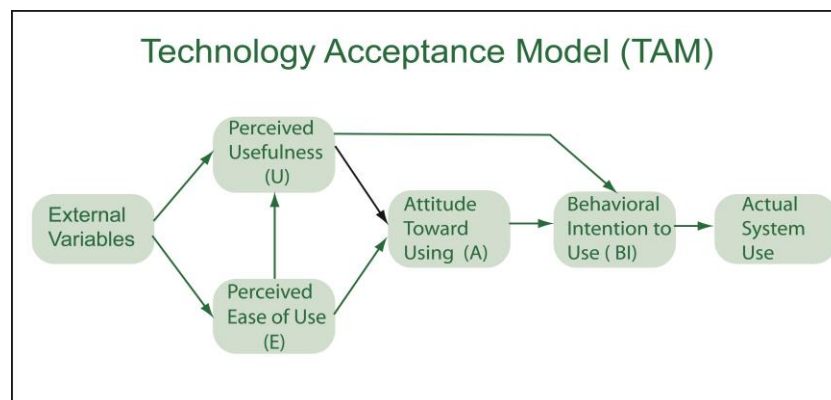 Technology Acceptance Model (TAM)
Perceived
Usefulness
(U)
External
Variables
Perceived
Ease of Use
(E)
Attitude
Toward
Using (A)
Behavioral
Intention to
Use ( BI)
Actual
System
Use